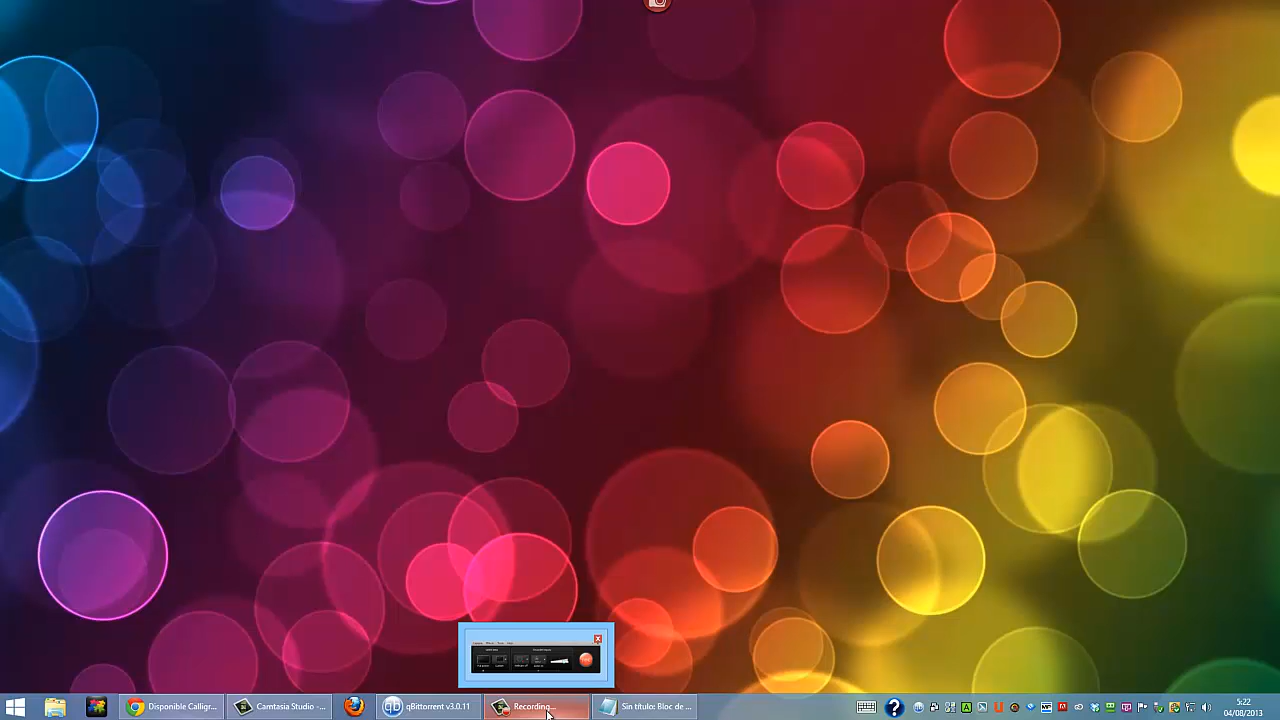 Disponible Calligr...
Camtasia Studio -...
qBittorrent v3.0.11
Recording...
Sin título: Bloc de ...
5:22
04/08/2013